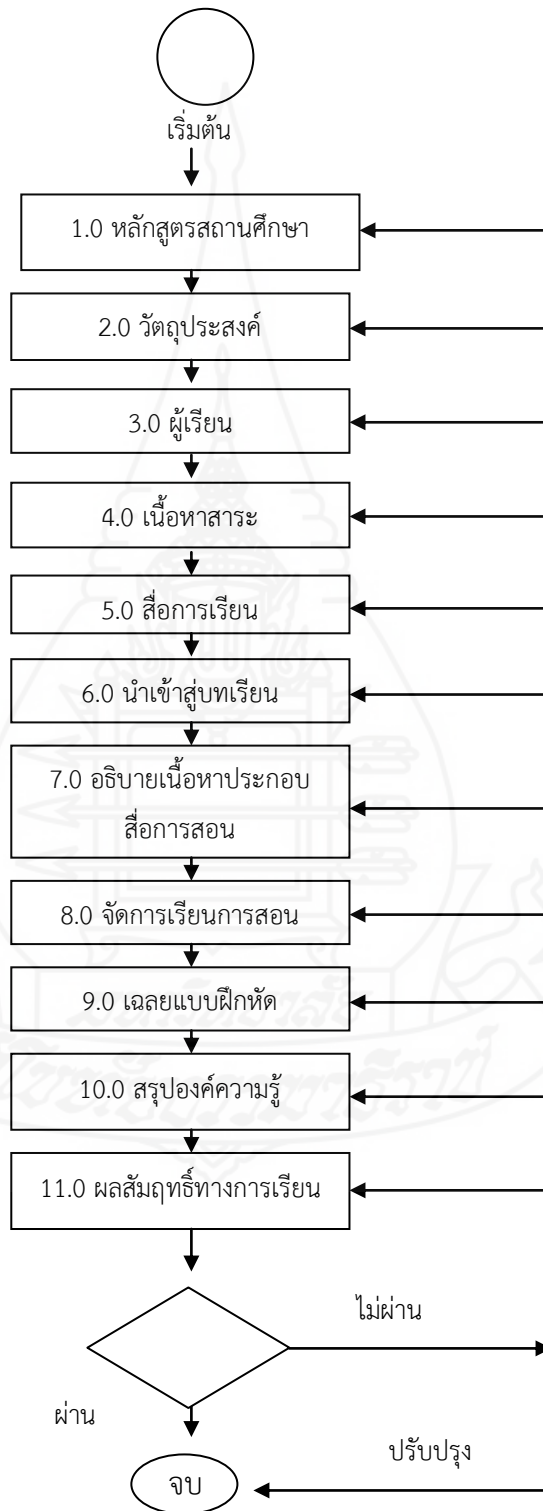 เริ่มต้น
1.0 หลักสูตรสถานศึกษา
2.0 วัตถุประสงค์
3.0 ผู้เรียน
4.0 เนื้อหาสาระ
5.0 สื่อการเรียน
6.0 นำเข้าสู่บทเรียน
7.0 อธิบายเนื้อหาประกอบ
สื่อการสอน
8.0 จัดการเรียนการสอน
9.0 เฉลยแบบฝึกหัด
10.0 สรุปองค์ความรู้
11.0 ผลสัมฤทธิ์ทางการเรียน
ไม่ผ่าน
ผ่าน
ปรับปรุง
จบ